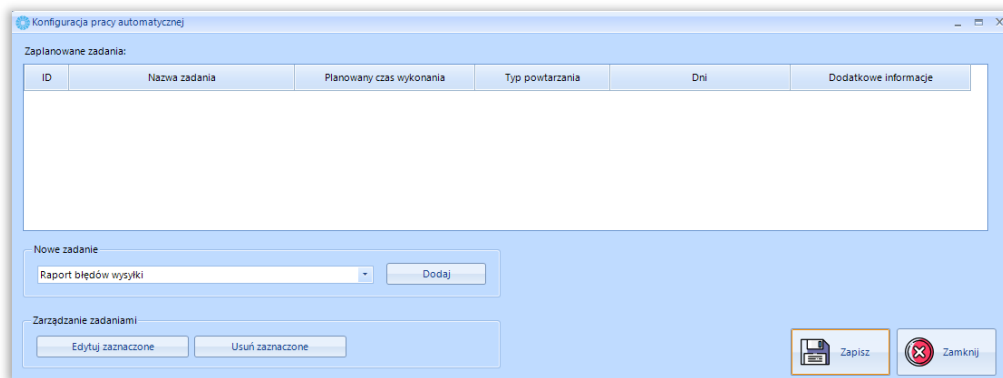 Konfiguracja pracy automatycznej
Zaplanowane zadania:
ID Nazwa zadania Planowany czas wykonania Typ powtarzania Dni Dodatkowe informacje
Nowe zadanie
Raport błędów wysyłki Dodaj
Zarządzanie zadaniami
Edytuj zaznaczone Usuń zaznaczone Zapisz Zamknij